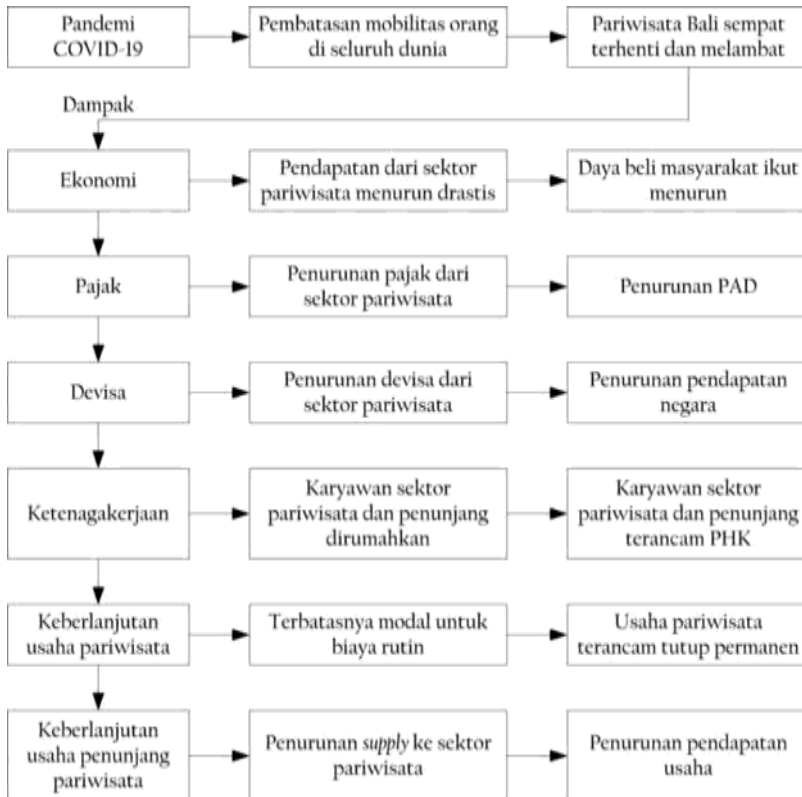 Pandemi
COVID-19
Pembatasan mobilitas orang
di seluruh dunia
Pariwisata Bali sempat
terhenti dan melambat
Dampak
Ekonomi
Pendapatan dari sektor
pariwisata menurun drastis
Daya beli masyarakat ikut
menurun
Pajak
Penurunan pajak dari
sektor pariwisata
Penurunan PAD
Devisa
Penurunan devisa dari
sektor pariwisata
Penurunan pendapatan
negara
Ketenagakerjaan
Karyawan sektor
pariwisata dan penunjang
dirumahkan
Karyawan sektor
pariwisata dan penunjang
terancam PHK
Keberlanjutan
usaha pariwisata
Terbatasnya modal untuk
biaya rutin
Usaha pariwisata
terancam tutup permanen
Keberlanjutan
usaha penunjang
pariwisata
Penurunan supply ke sektor
pariwisata
Penurunan pendapatan
usaha